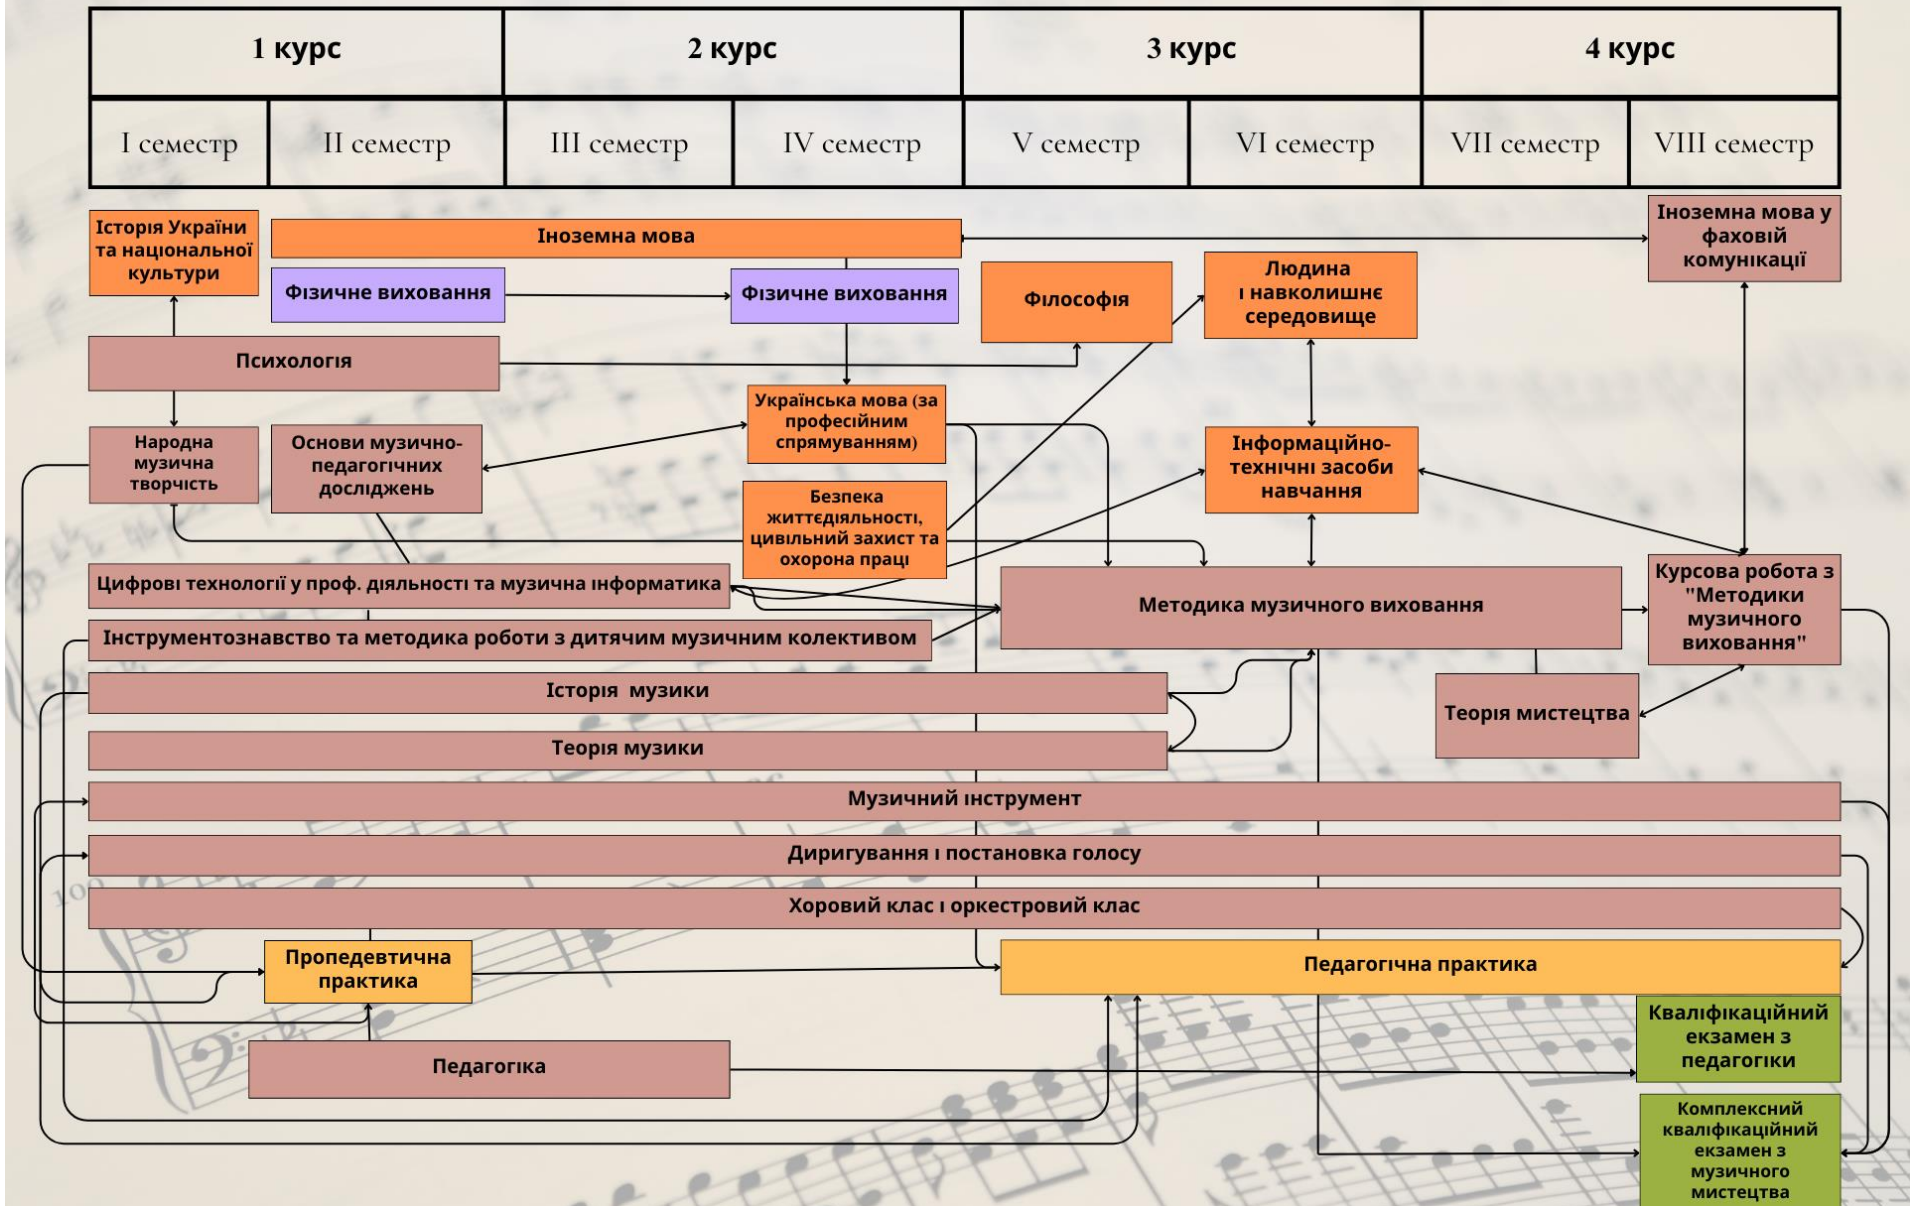 1 курс
2 курс
3 курс
4 курс
I семестр
II семестр
III семестр
IV семестр
V семестр
VI семестр
VII семестр
VIII семестр
Історія України
та національної
культури
Іноземна мова
Іноземна мова у
фаховій
комунікації
Фізичне виховання
Фізичне виховання
Філософія
Людина
і навколишнє
середовище
Психологія
Українська мова (за
професійним
спрямуванням)
Народна
музична
творчість
Основи музично-
педагогічних
досліджень
Інформаційно-
технічні засоби
навчання
Безпека
життєдіяльності,
цивільний захист та
охорона праці
Цифрові технології у проф. діяльності та музична інформатика
Методика музичного виховання
Курсова робота з
"Методики
музичного
виховання"
Інструментознавство та методика роботи з дитячим музичним колективом
Історія музики
Теорія мистецтва
Теорія музики
Музичний інструмент
Диригування і постановка голосу
Хоровий клас і оркестровий клас
Пропедевтична
практика
Педагогічна практика
Кваліфікаційний
екзамен з
педагогіки
Педагогіка
Комплексний
кваліфікаційний
екзамен з
музичного
мистецтва
100